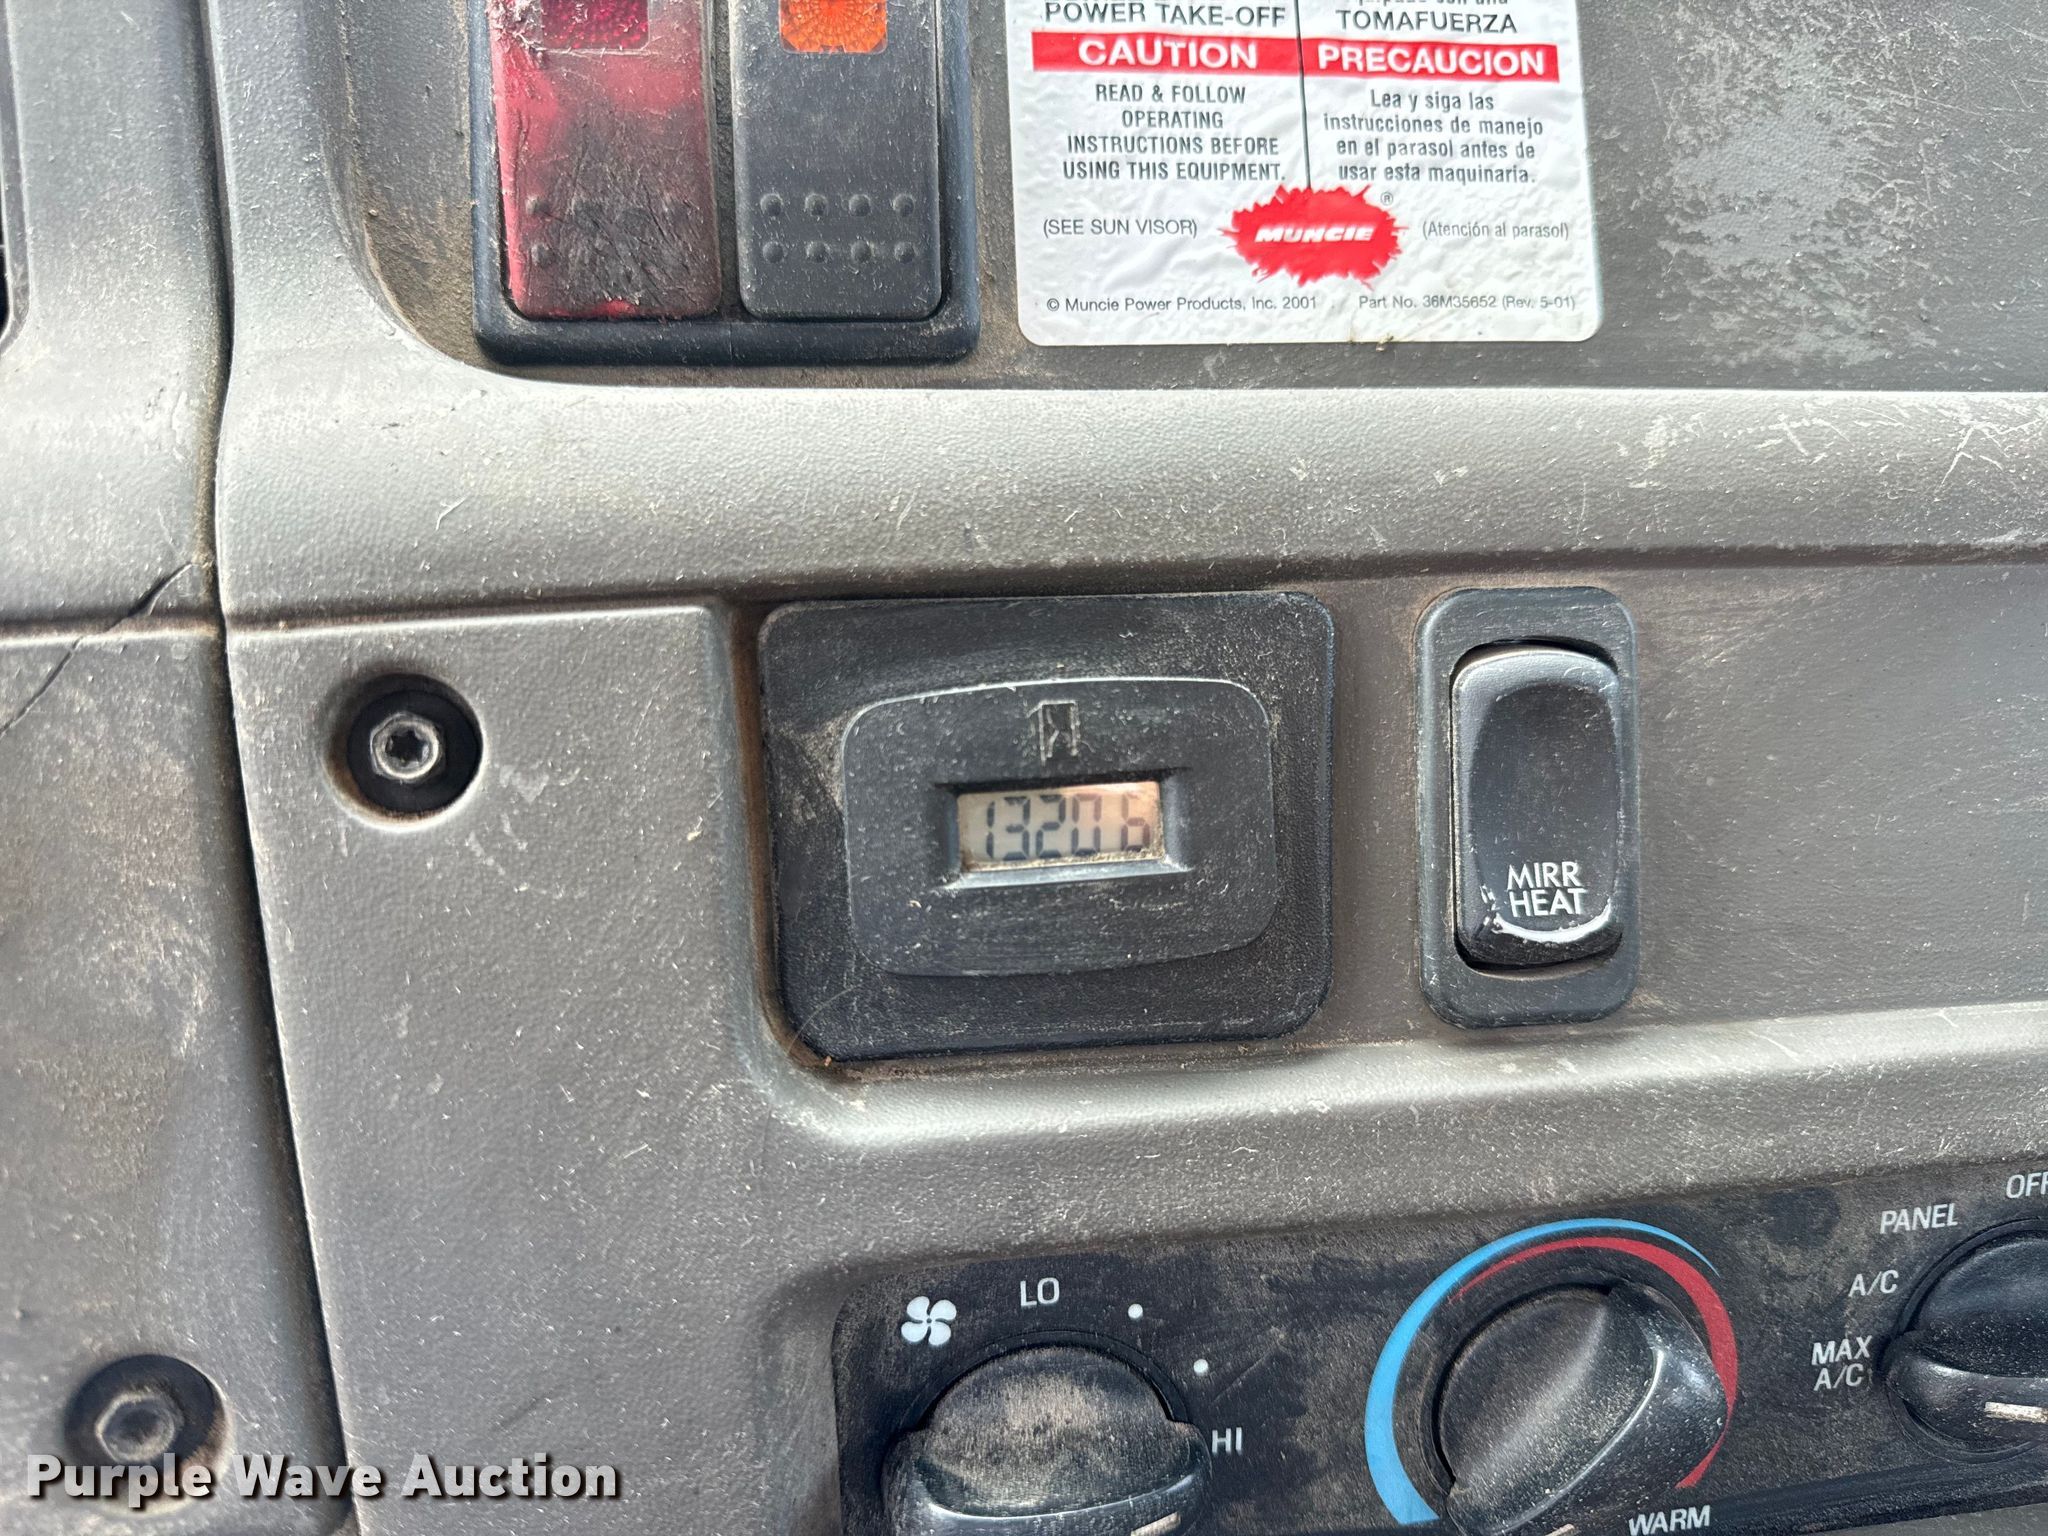 POWER TAKE-OFF
CAUTION
READ & FOLLOW
OPERATING
INSTRUCTIONS BEFORE
USING THIS EQUIPMENT.
(SEE SUN VISOR)
TOMAFUERZA
PRECAUCION
Lea y siga las
instrucciones de manejo
en el parasol antes de
usar esta maquinaria.
(Atención al parasol)
MUNCIE®
© Muncie Power Products, Inc. 2001 Part No. 36M35652 (Rev. 5-01)
13206
MIRR
HEAT
LO
HI
WARM
OFF
PANEL
A/C
MAX
A/C
Purple Wave Auction